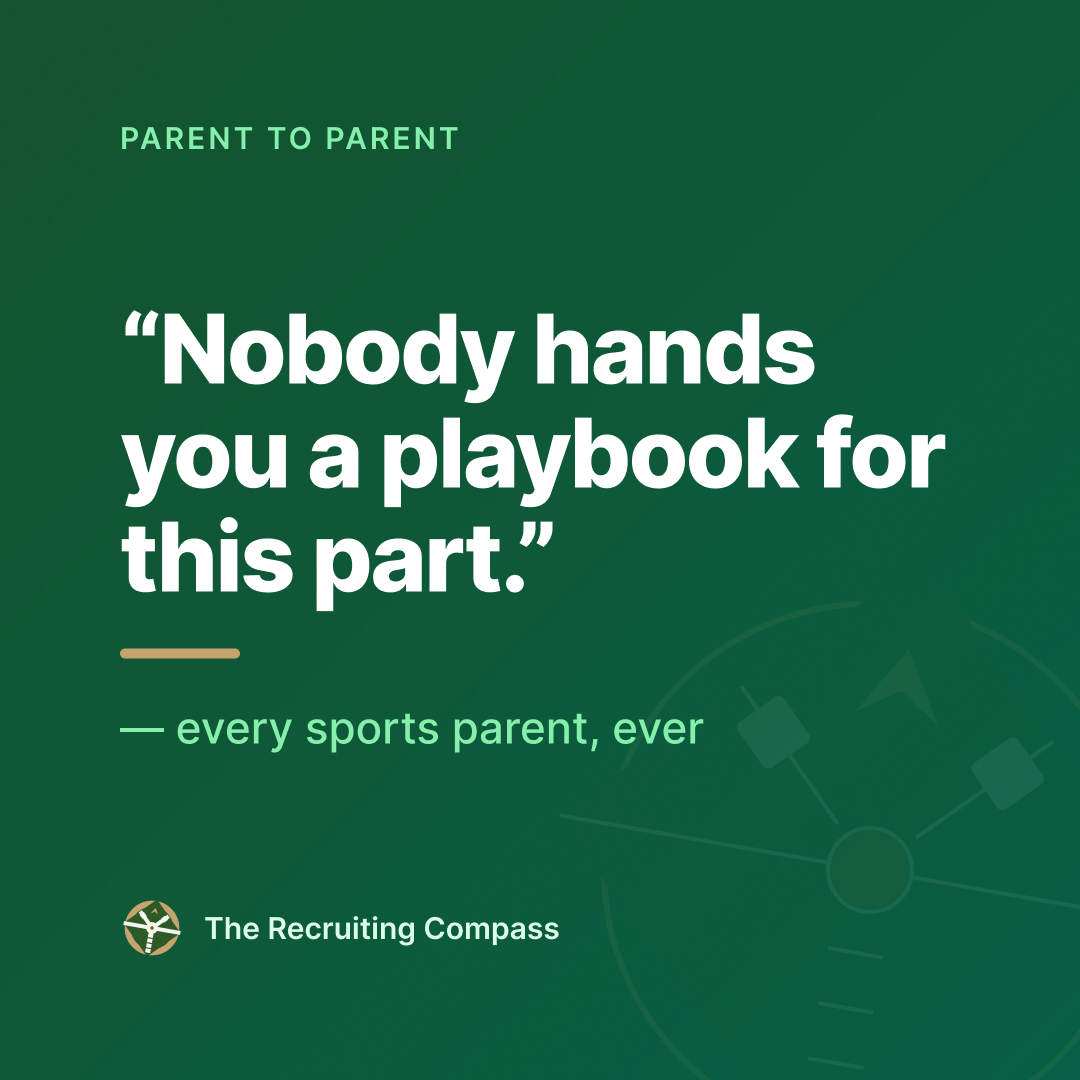 PARENT TO PARENT
“Nobody hands
you a playbook for
this part.”
— every sports parent, ever
The Recruiting Compass